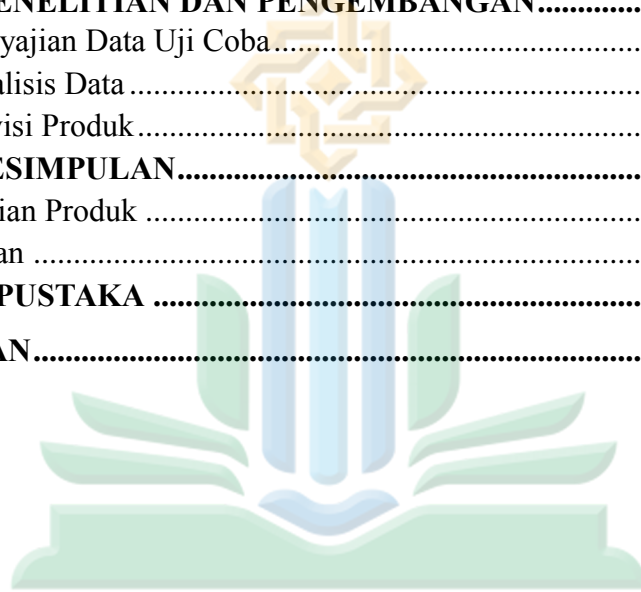 ENELITIAN DAN PENGEMBANGAN.............
yajian Data Uji Coba...............................................
alisis Data.................................................................
visi Produk................................................................
ESIMPULAN...........................................................
ian Produk ...............................................................
an .............................................................................
PUSTAKA ..............................................................
AN.............................................................................